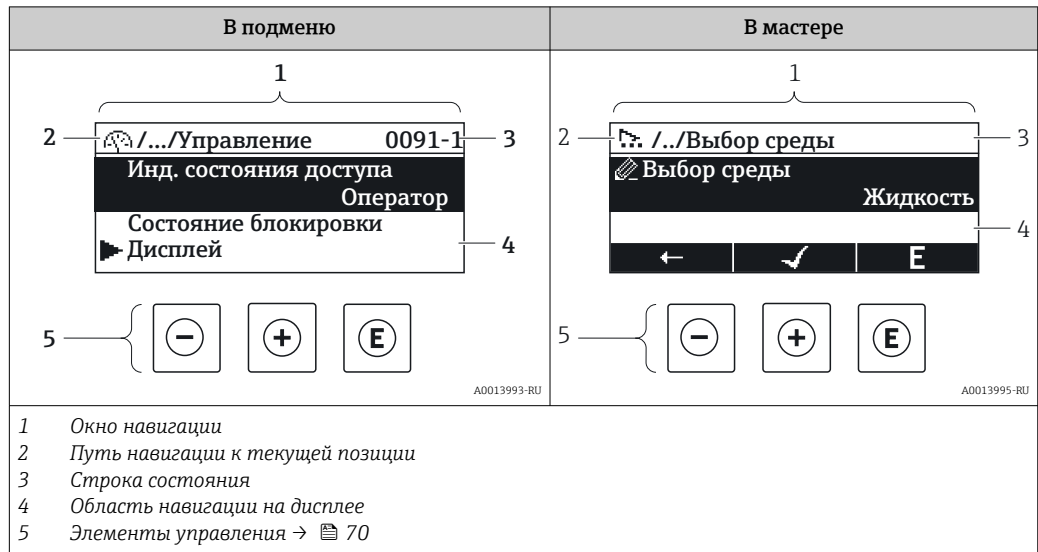 В подменю
В мастере
1
1
2
/.../Управление 0091-1
3
Инд. состояния доступа
Оператор
Состояние блокировки
Дисплей
4
2
/../Выбор среды
3
Выбор среды
Жидкость
4
E
5
E
A0013993-RU
5
E
A0013995-RU
1 Окно навигации
2 Путь навигации к текущей позиции
3 Строка состояния
4 Область навигации на дисплее
5 Элементы управления → 70